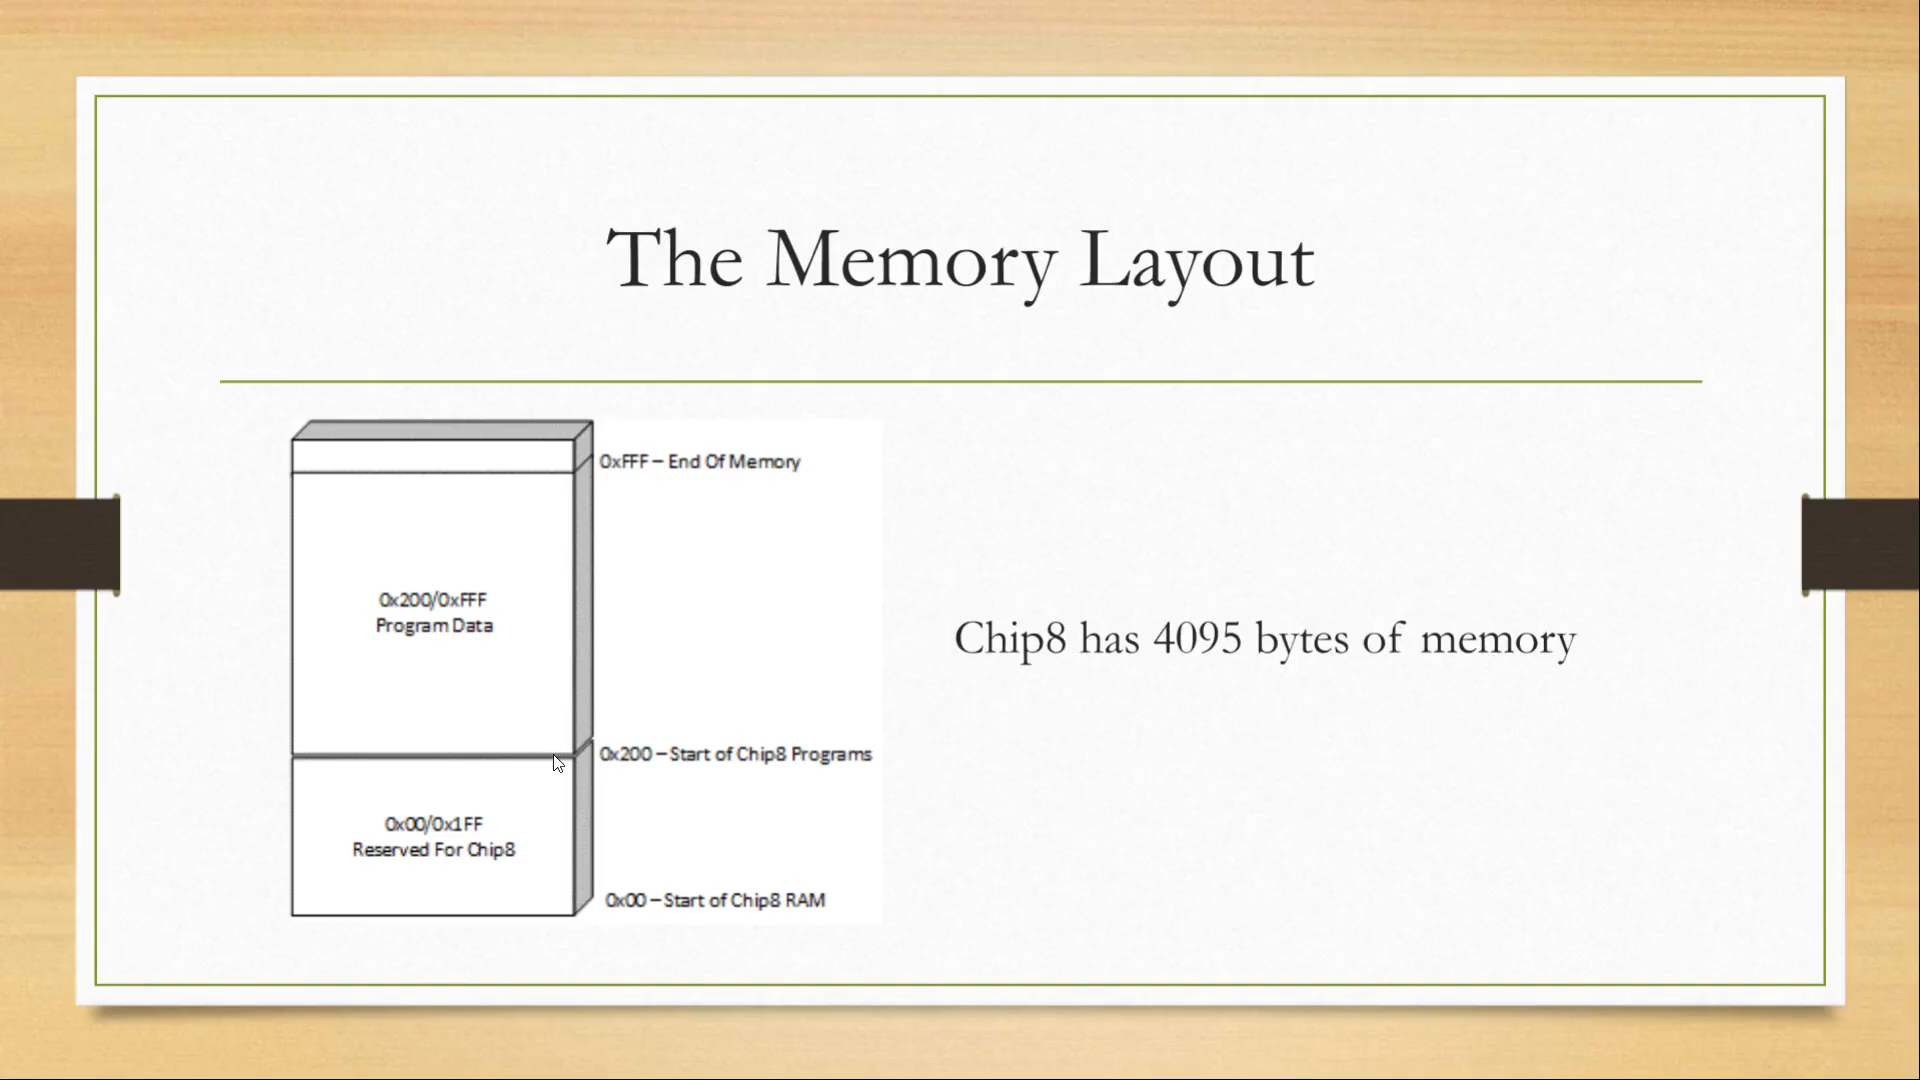 The Memory Layout
0xFFF – End Of Memory
0x200/0xFFF
Program Data
0x200 – Start of Chip8 Programs
0x00/0x1FF
Reserved For Chip8
0x00 – Start of Chip8 RAM
Chip8 has 4095 bytes of memory